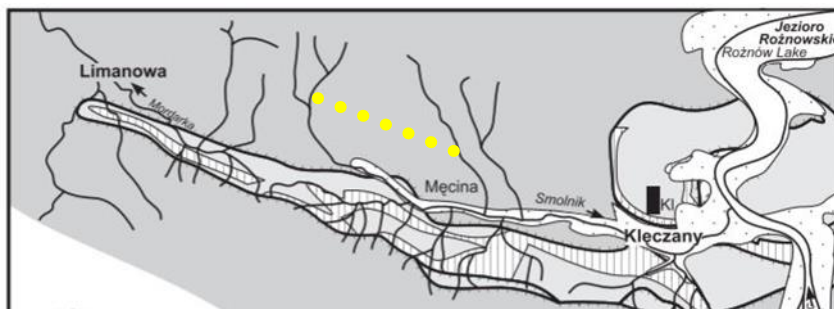 Jezioro
Rożnowskie
Rożnów Lake
Limanowa
Mordarka
Męcina
Smolnik
Kl
Kleczany